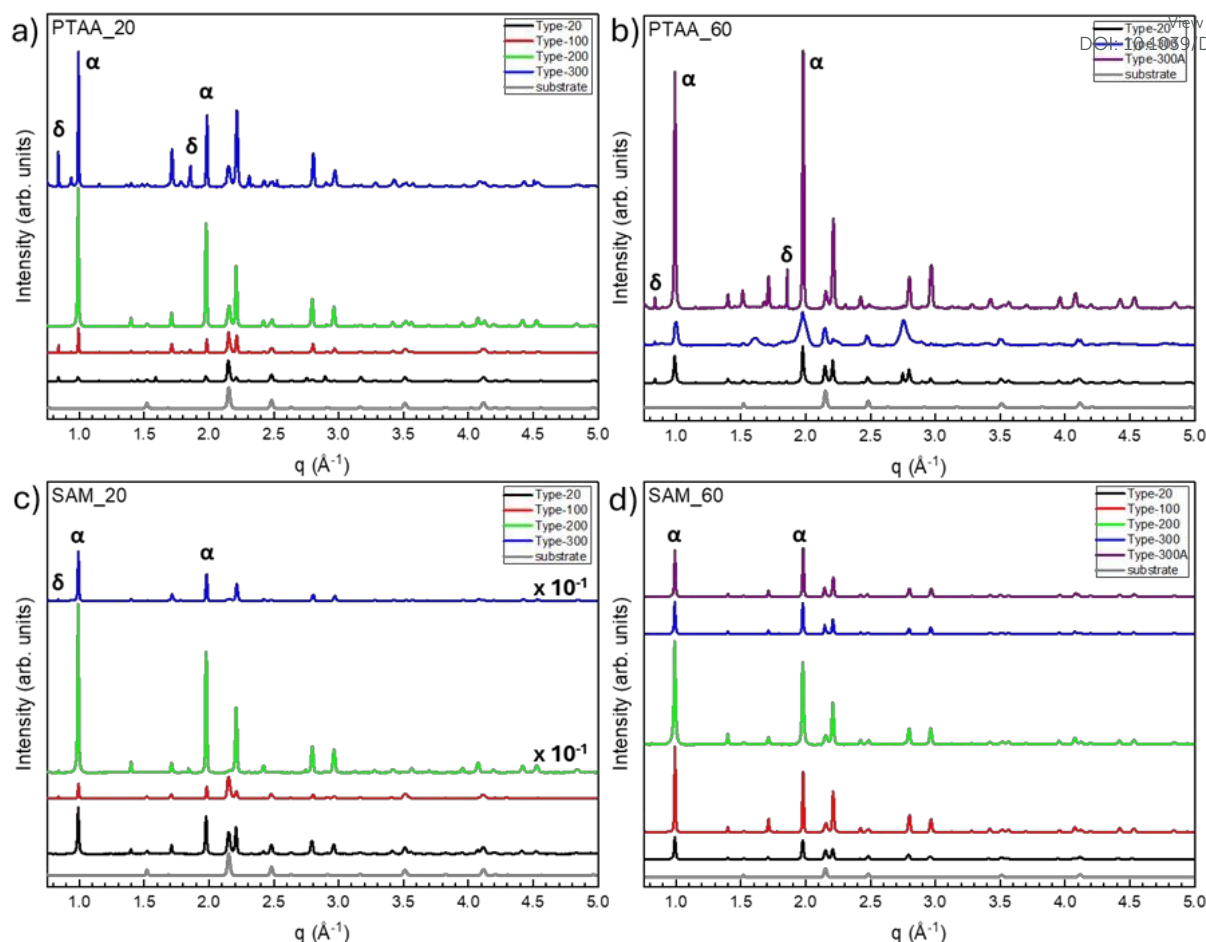 a)
PTAA_20
Type-20
Type-100
Type-200
Type-300
substrate
δ
α
δ
α
Intensity (arb. units)
1.0 1.5 2.0 2.5 3.0 3.5 4.0 4.5 5.0
q (Å⁻¹)
b)
PTAA_60
View
Type-20
Type-300A
substrate
δ
α
δ
α
Intensity (arb. units)
1.0 1.5 2.0 2.5 3.0 3.5 4.0 4.5 5.0
q (Å⁻¹)
c)
SAM_20
Type-20
Type-100
Type-200
Type-300
substrate
δ
α
α
x 10⁻¹
x 10⁻¹
Intensity (arb. units)
1.0 1.5 2.0 2.5 3.0 3.5 4.0 4.5 5.0
q (Å⁻¹)
d)
SAM_60
Type-20
Type-100
Type-200
Type-300
Type-300A
substrate
α
α
Intensity (arb. units)
1.0 1.5 2.0 2.5 3.0 3.5 4.0 4.5 5.0
q (Å⁻¹)